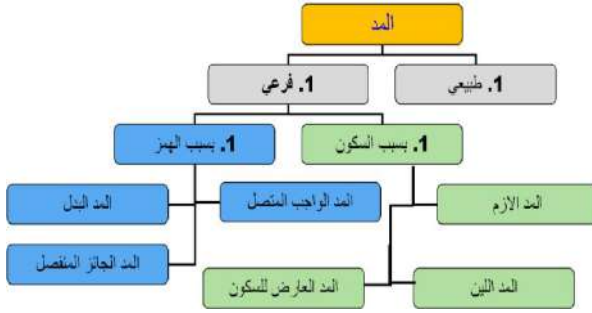 المد
1. طبيعي
1. فرعي
1. بسبب السكون
1. بسبب الهمز
المد الازم
المد الواجب المتصل
المد البدل
المد الجائز المنفصل
المد اللين
المد العارض للسكون